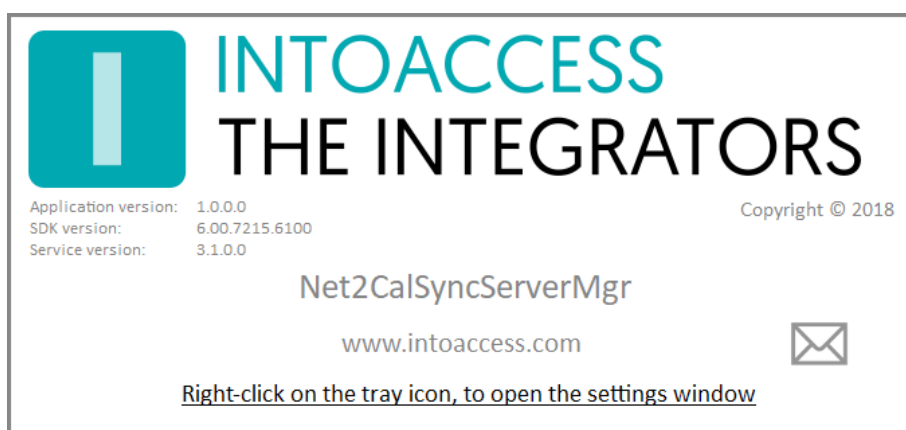 INTOACCESS
THE INTEGRATORS
Application version: 1.0.0.0
Copyright © 2018
SDK version: 6.00.7215.6100
Service version: 3.1.0.0
Net2CalSyncServerMgr
www.intoaccess.com
Right-click on the tray icon, to open the settings window